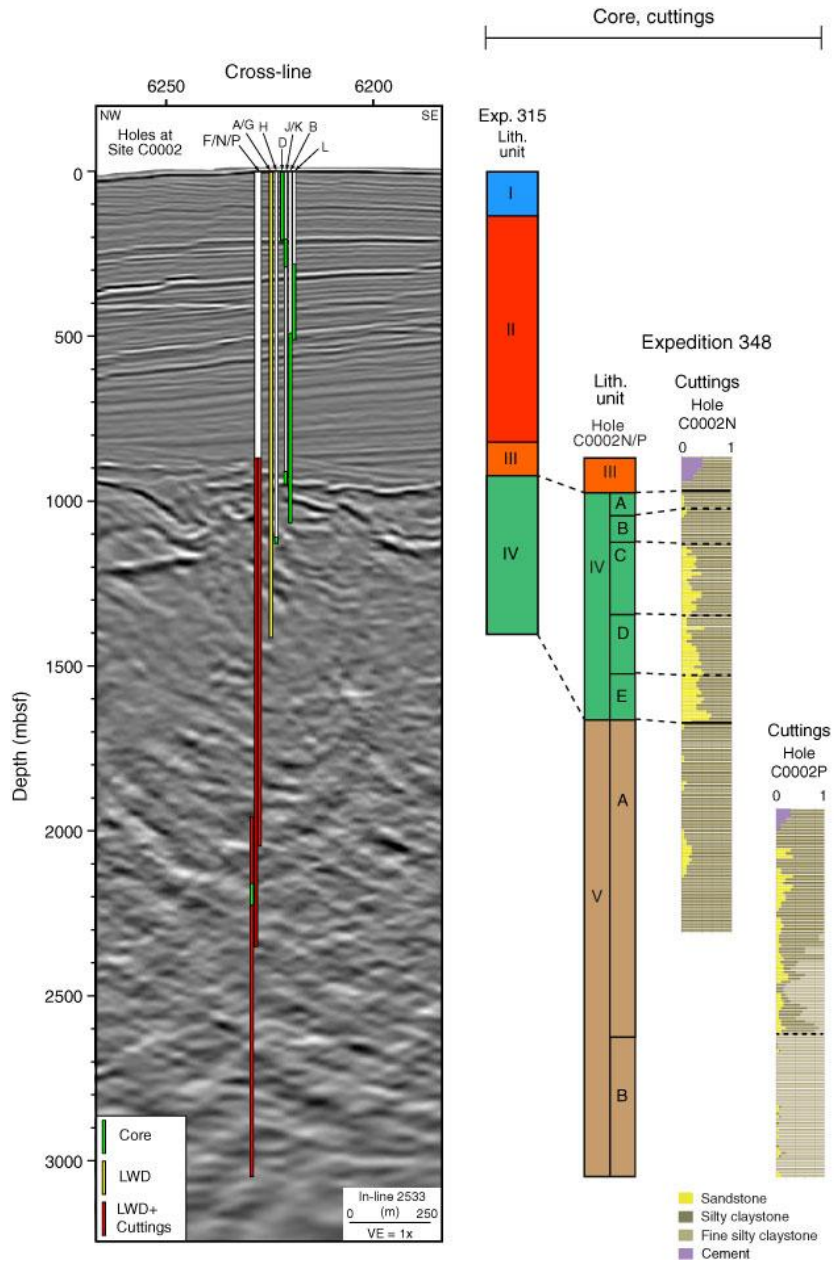 Core, cuttings
Cross-line
6250 6200
NW SE
Holes at
Site C0002
F/N/P
A/G
H
D
J/K
B
L
Exp. 315
Lith.
unit
I
II
III
IV
Expedition 348
Lith.
unit
Hole
C0002N/P
III
IV
A
B
C
D
E
V
A
B
Cuttings
Hole
C0002N
0 1
Cuttings
Hole
C0002P
0 1
Depth (mbsf)
0
500
1000
1500
2000
2500
3000
Core
LWD
LWD+
Cuttings
In-line 2533
(m)
0 250
VE = 1x
Sandstone
Silty claystone
Fine silty claystone
Cement